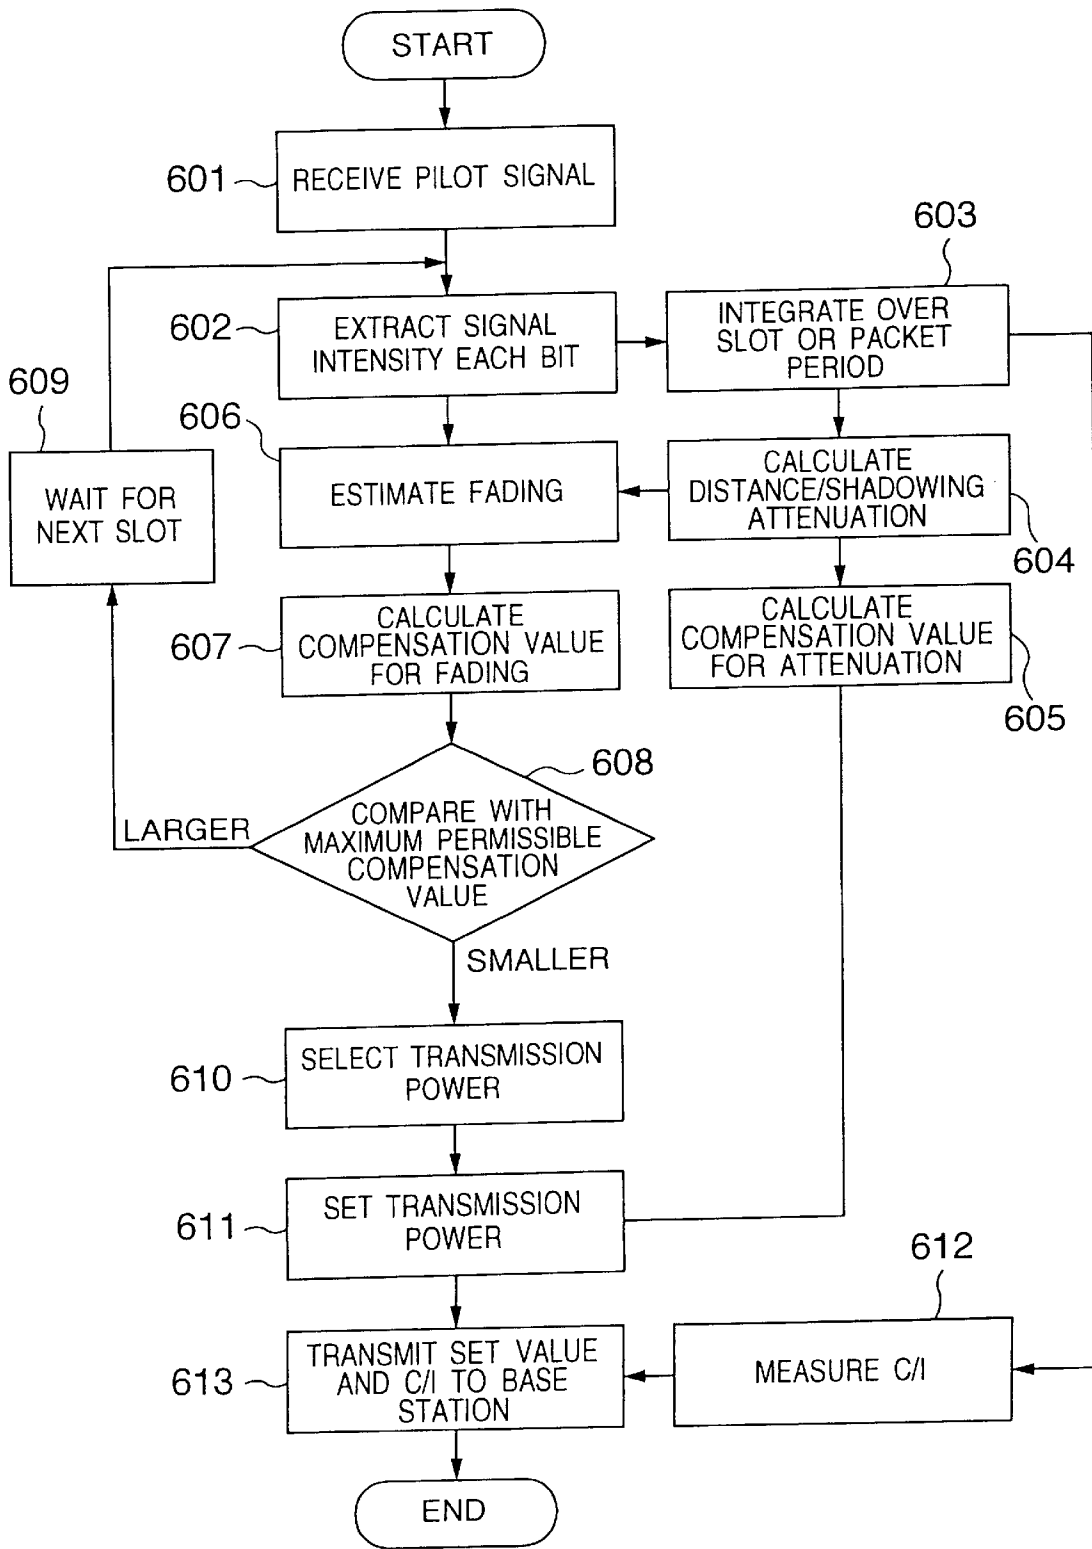 START
601
RECEIVE PILOT SIGNAL
603
602
EXTRACT SIGNAL
INTENSITY EACH BIT
INTEGRATE OVER
SLOT OR PACKET
PERIOD
609
606
WAIT FOR
NEXT SLOT
ESTIMATE FADING
CALCULATE
DISTANCE/SHADOWING
ATTENUATION
604
607
CALCULATE
COMPENSATION VALUE
FOR FADING
CALCULATE
COMPENSATION VALUE
FOR ATTENUATION
605
608
LARGER
COMPARE WITH
MAXIMUM PERMISSIBLE
COMPENSATION
VALUE
SMALLER
610
SELECT TRANSMISSION
POWER
611
SET TRANSMISSION
POWER
612
613
TRANSMIT SET VALUE
AND C/I TO BASE
STATION
MEASURE C/I
END